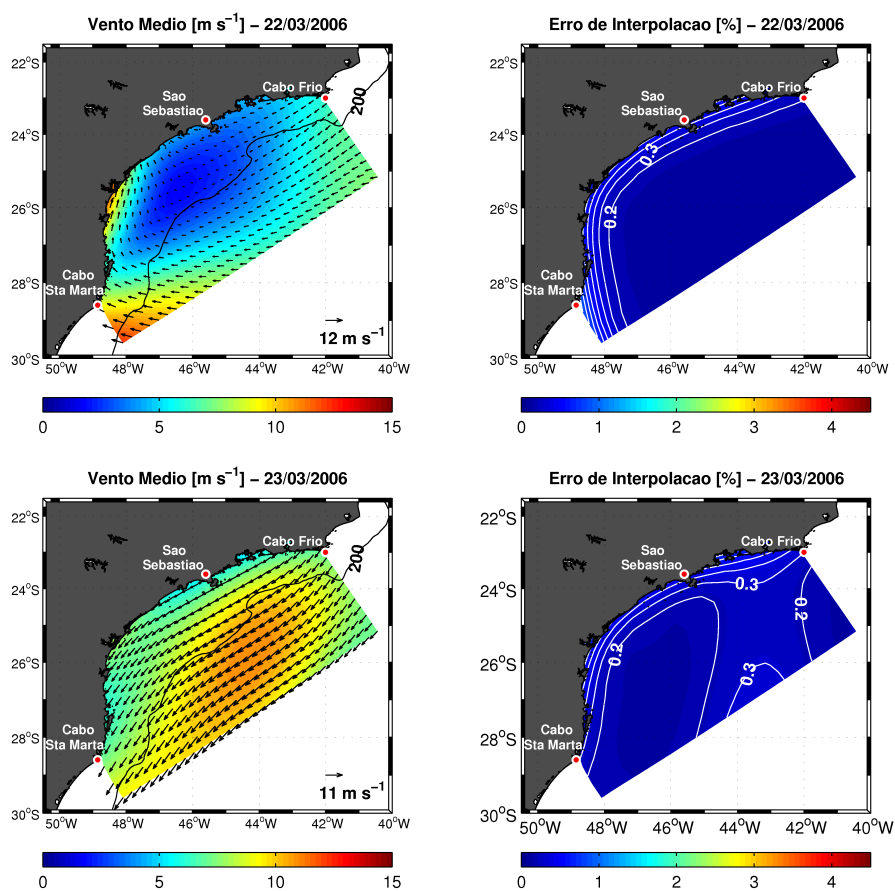 Vento Medio [m s⁻¹] – 22/03/2006
22°S
24°S
26°S
28°S
30°S
50°W
48°W
46°W
44°W
42°W
40°W
Sao
Sebastiao
Cabo Frio
200
Cabo
Sta Marta
12 m s⁻¹
0
5
10
15
Erro de Interpolacao [%] – 22/03/2006
22°S
24°S
26°S
28°S
30°S
50°W
48°W
46°W
44°W
42°W
40°W
Sao
Sebastiao
Cabo Frio
0.3
0.2
Cabo
Sta Marta
0
1
2
3
4
Vento Medio [m s⁻¹] – 23/03/2006
22°S
24°S
26°S
28°S
30°S
50°W
48°W
46°W
44°W
42°W
40°W
Sao
Sebastiao
Cabo Frio
200
Cabo
Sta Marta
11 m s⁻¹
0
5
10
15
Erro de Interpolacao [%] – 23/03/2006
22°S
24°S
26°S
28°S
30°S
50°W
48°W
46°W
44°W
42°W
40°W
Sao
Sebastiao
Cabo Frio
0.3
0.2
0.2
0.3
Cabo
Sta Marta
0
1
2
3
4